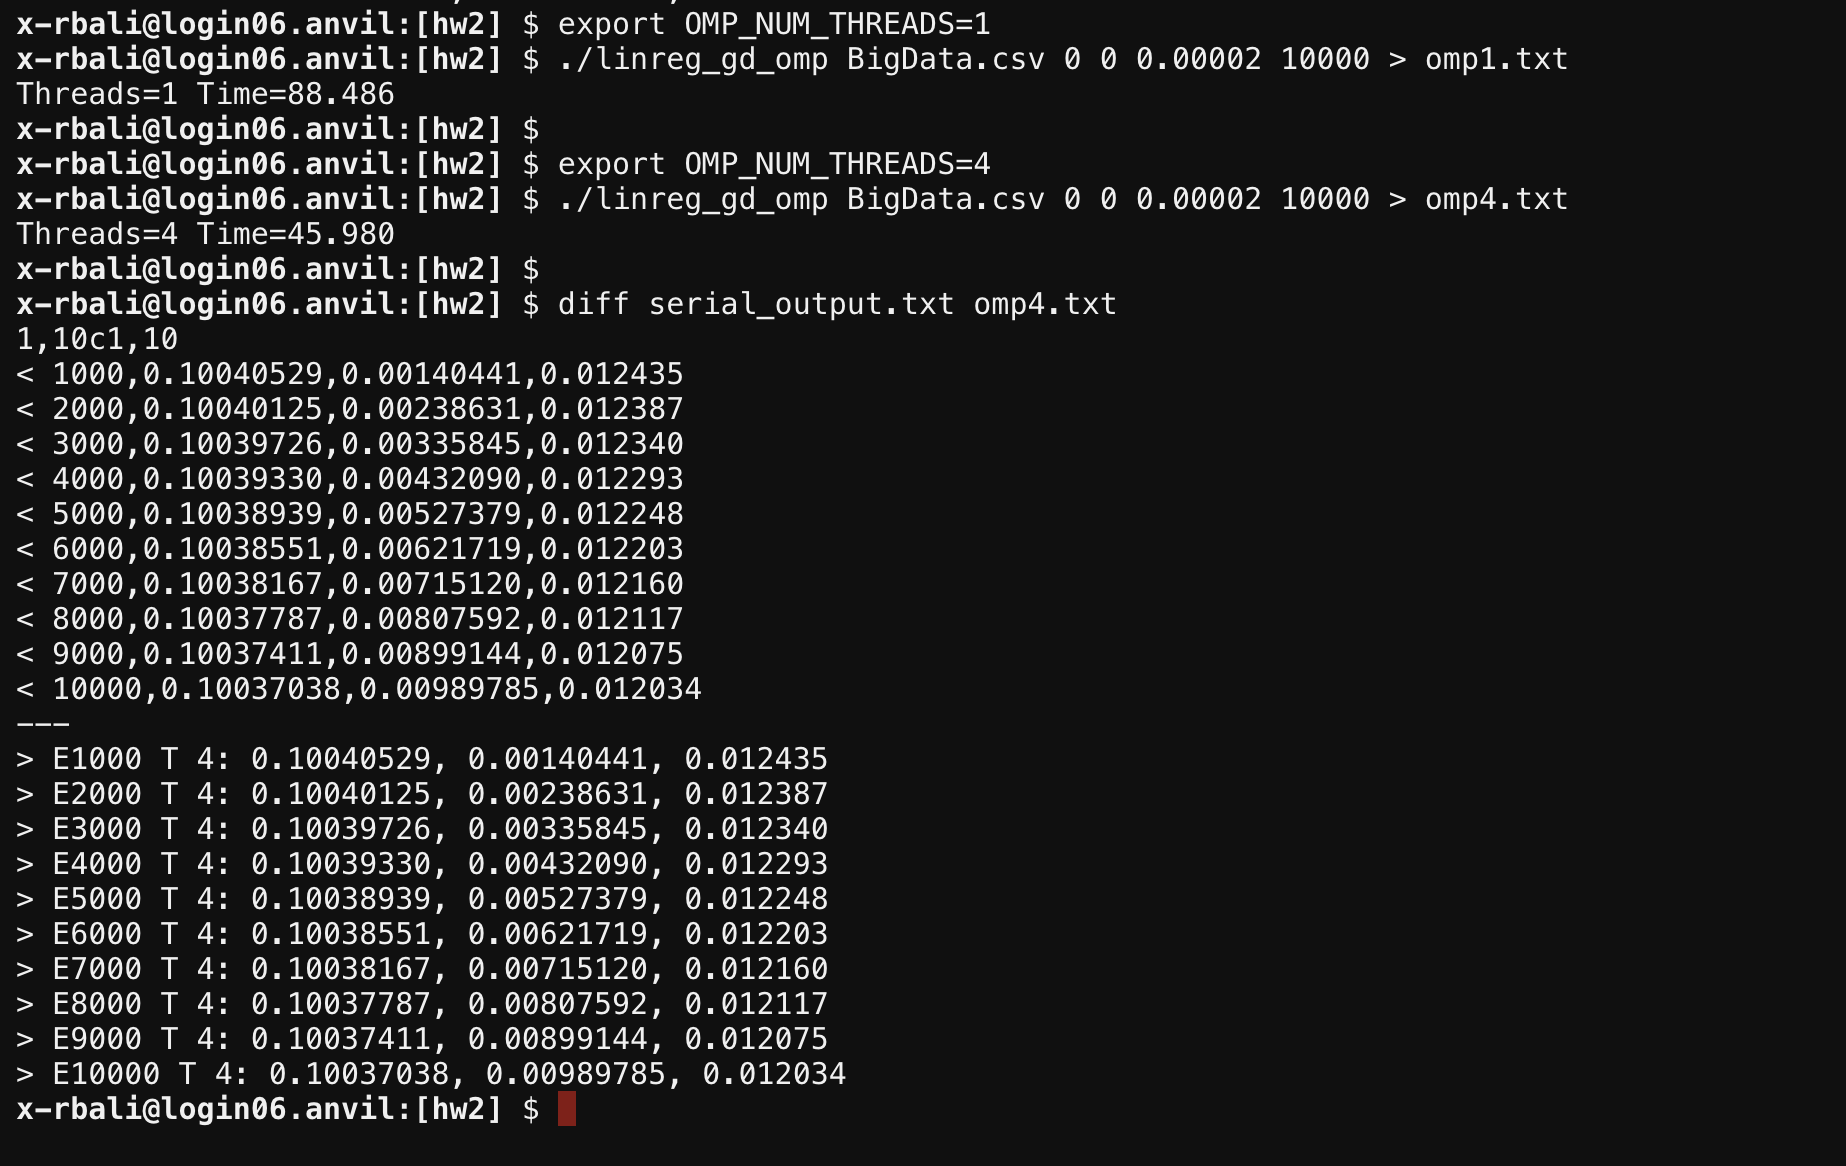 x-rbali@login06.anvil:[hw2] $ export OMP_NUM_THREADS=1
x-rbali@login06.anvil:[hw2] $ ./linreg_gd_omp BigData.csv 0 0 0.00002 10000 > omp1.txt
Threads=1 Time=88.486
x-rbali@login06.anvil:[hw2] $
x-rbali@login06.anvil:[hw2] $ export OMP_NUM_THREADS=4
x-rbali@login06.anvil:[hw2] $ ./linreg_gd_omp BigData.csv 0 0 0.00002 10000 > omp4.txt
Threads=4 Time=45.980
x-rbali@login06.anvil:[hw2] $
x-rbali@login06.anvil:[hw2] $ diff serial_output.txt omp4.txt
1,10c1,10
< 1000,0.10040529,0.00140441,0.012435
< 2000,0.10040125,0.00238631,0.012387
< 3000,0.10039726,0.00335845,0.012340
< 4000,0.10039330,0.00432090,0.012293
< 5000,0.10038939,0.00527379,0.012248
< 6000,0.10038551,0.00621719,0.012203
< 7000,0.10038167,0.00715120,0.012160
< 8000,0.10037787,0.00807592,0.012117
< 9000,0.10037411,0.00899144,0.012075
< 10000,0.10037038,0.00989785,0.012034
---
> E1000 T 4: 0.10040529, 0.00140441, 0.012435
> E2000 T 4: 0.10040125, 0.00238631, 0.012387
> E3000 T 4: 0.10039726, 0.00335845, 0.012340
> E4000 T 4: 0.10039330, 0.00432090, 0.012293
> E5000 T 4: 0.10038939, 0.00527379, 0.012248
> E6000 T 4: 0.10038551, 0.00621719, 0.012203
> E7000 T 4: 0.10038167, 0.00715120, 0.012160
> E8000 T 4: 0.10037787, 0.00807592, 0.012117
> E9000 T 4: 0.10037411, 0.00899144, 0.012075
> E10000 T 4: 0.10037038, 0.00989785, 0.012034
x-rbali@login06.anvil:[hw2] $